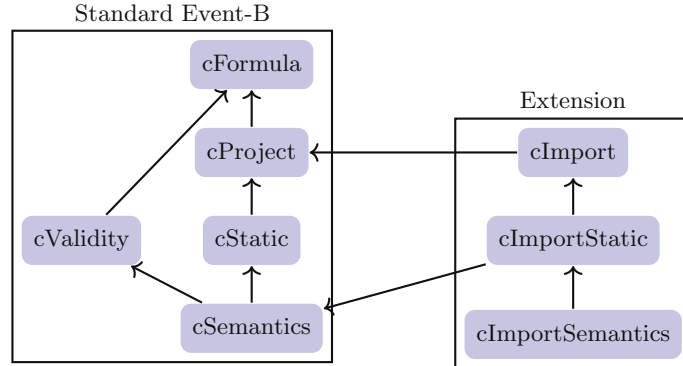 Standard Event-B
cFormula
Extension
cProject
cImport
cValidity
cStatic
cImportStatic
cSemantics
cImportSemantics